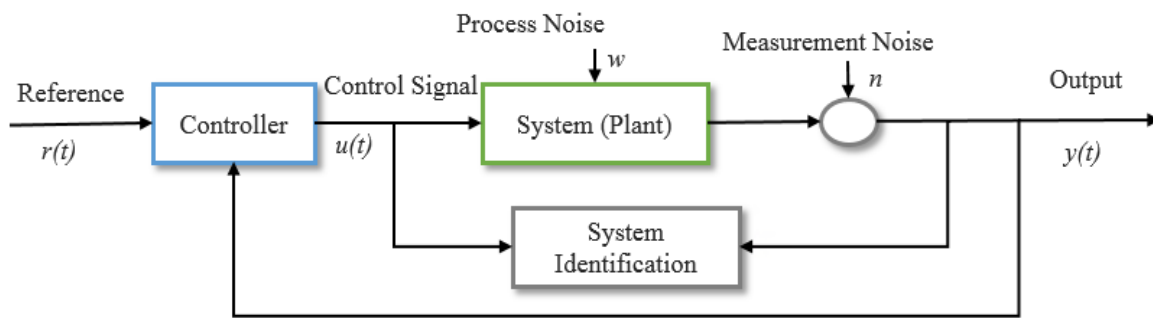 Process Noise
w
Measurement Noise
n
Reference
r(t)
Controller
Control Signal
u(t)
System (Plant)
Output
y(t)
System
Identification